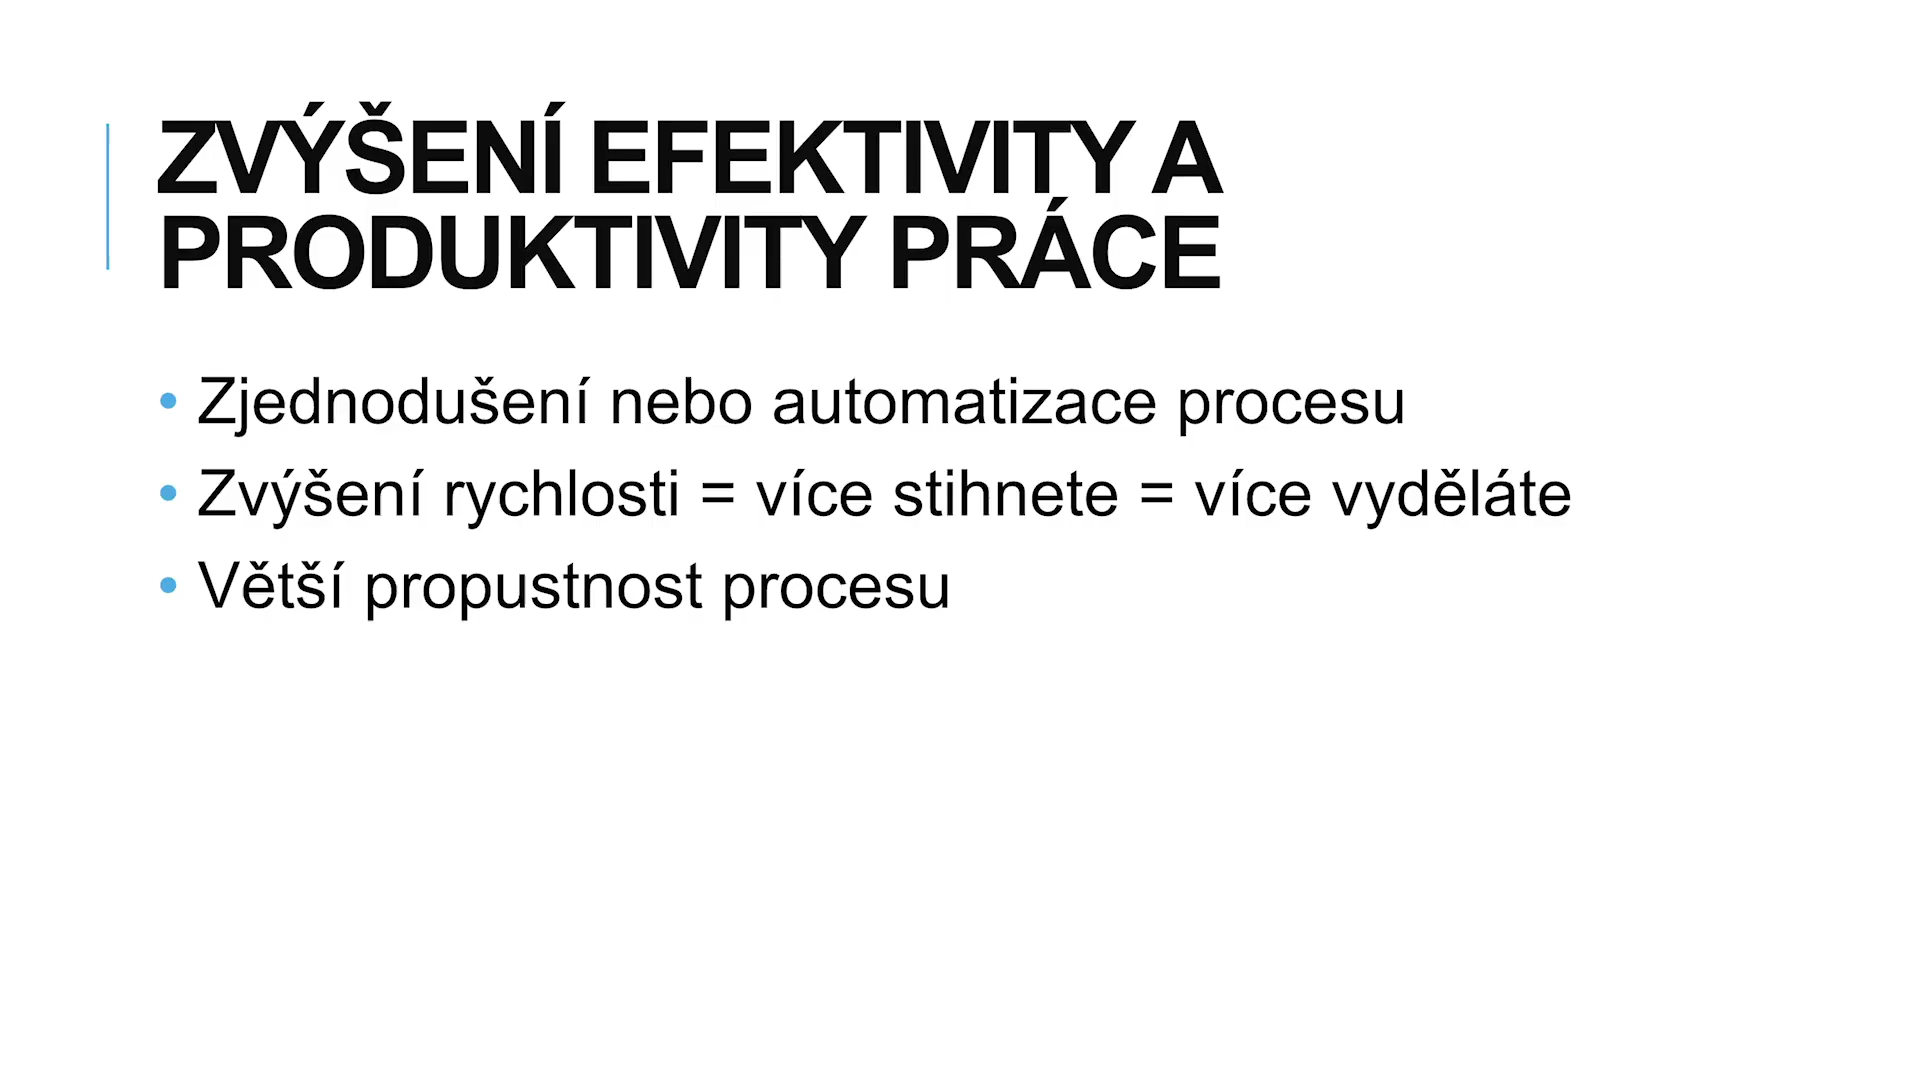 ZVÝŠENÍ EFEKTIVITY A
PRODUKTIVITY PRÁCE
• Zjednodušení nebo automatizace procesu
• Zvýšení rychlosti = více stihnete = více vyděláte
• Větší propustnost procesu